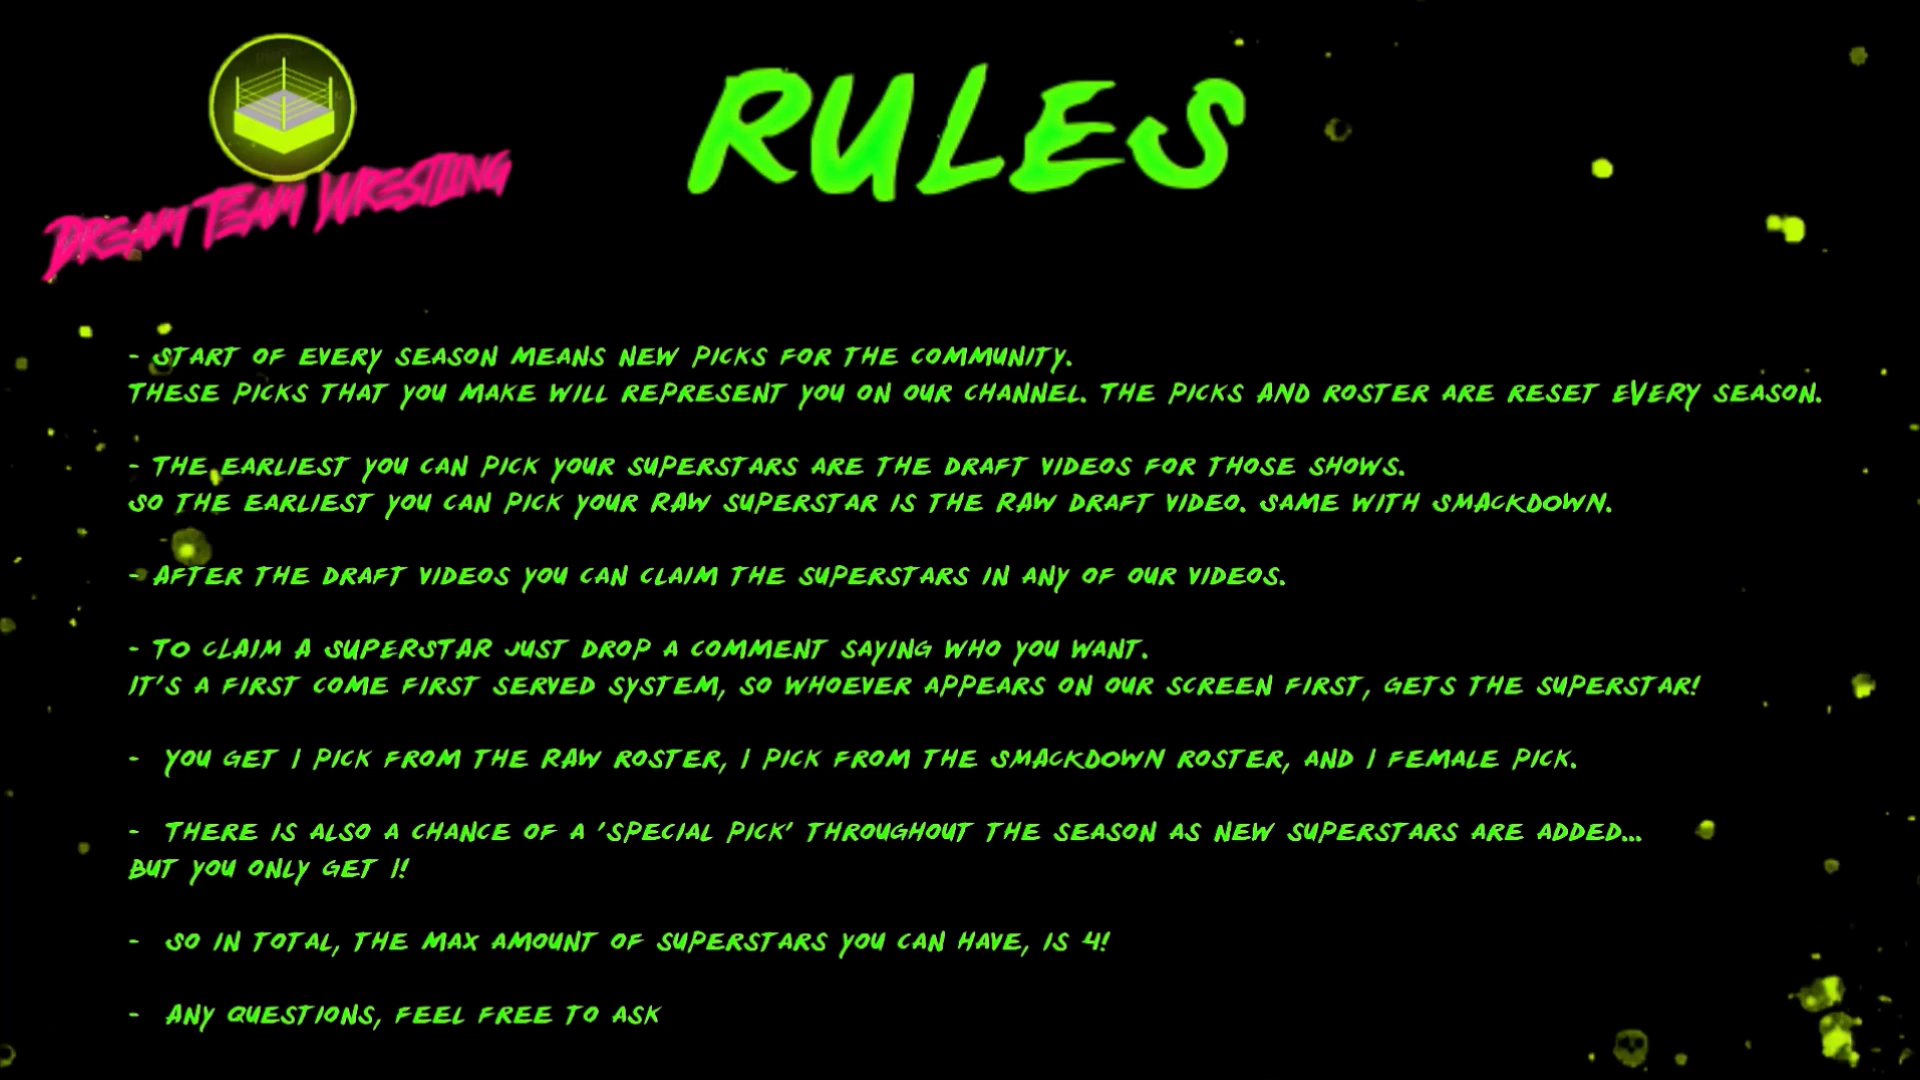 DREAM TEAM WRESTLING
RULES
- START OF EVERY SEASON MEANS NEW PICKS FOR THE COMMUNITY.
THESE PICKS THAT YOU MAKE WILL REPRESENT YOU ON OUR CHANNEL. THE PICKS AND ROSTER ARE RESET EVERY SEASON.
- THE EARLIEST YOU CAN PICK YOUR SUPERSTARS ARE THE DRAFT VIDEOS FOR THOSE SHOWS.
SO THE EARLIEST YOU CAN PICK YOUR RAW SUPERSTAR IS THE RAW DRAFT VIDEO. SAME WITH SMACKDOWN.
- AFTER THE DRAFT VIDEOS YOU CAN CLAIM THE SUPERSTARS IN ANY OF OUR VIDEOS.
- TO CLAIM A SUPERSTAR JUST DROP A COMMENT SAYING WHO YOU WANT.
IT'S A FIRST COME FIRST SERVED SYSTEM, SO WHOEVER APPEARS ON OUR SCREEN FIRST, GETS THE SUPERSTAR!
- YOU GET 1 PICK FROM THE RAW ROSTER, 1 PICK FROM THE SMACKDOWN ROSTER, AND 1 FEMALE PICK.
- THERE IS ALSO A CHANCE OF A 'SPECIAL PICK' THROUGHOUT THE SEASON AS NEW SUPERSTARS ARE ADDED...
BUT YOU ONLY GET 1!
- SO IN TOTAL, THE MAX AMOUNT OF SUPERSTARS YOU CAN HAVE, IS 4!
- ANY QUESTIONS, FEEL FREE TO ASK